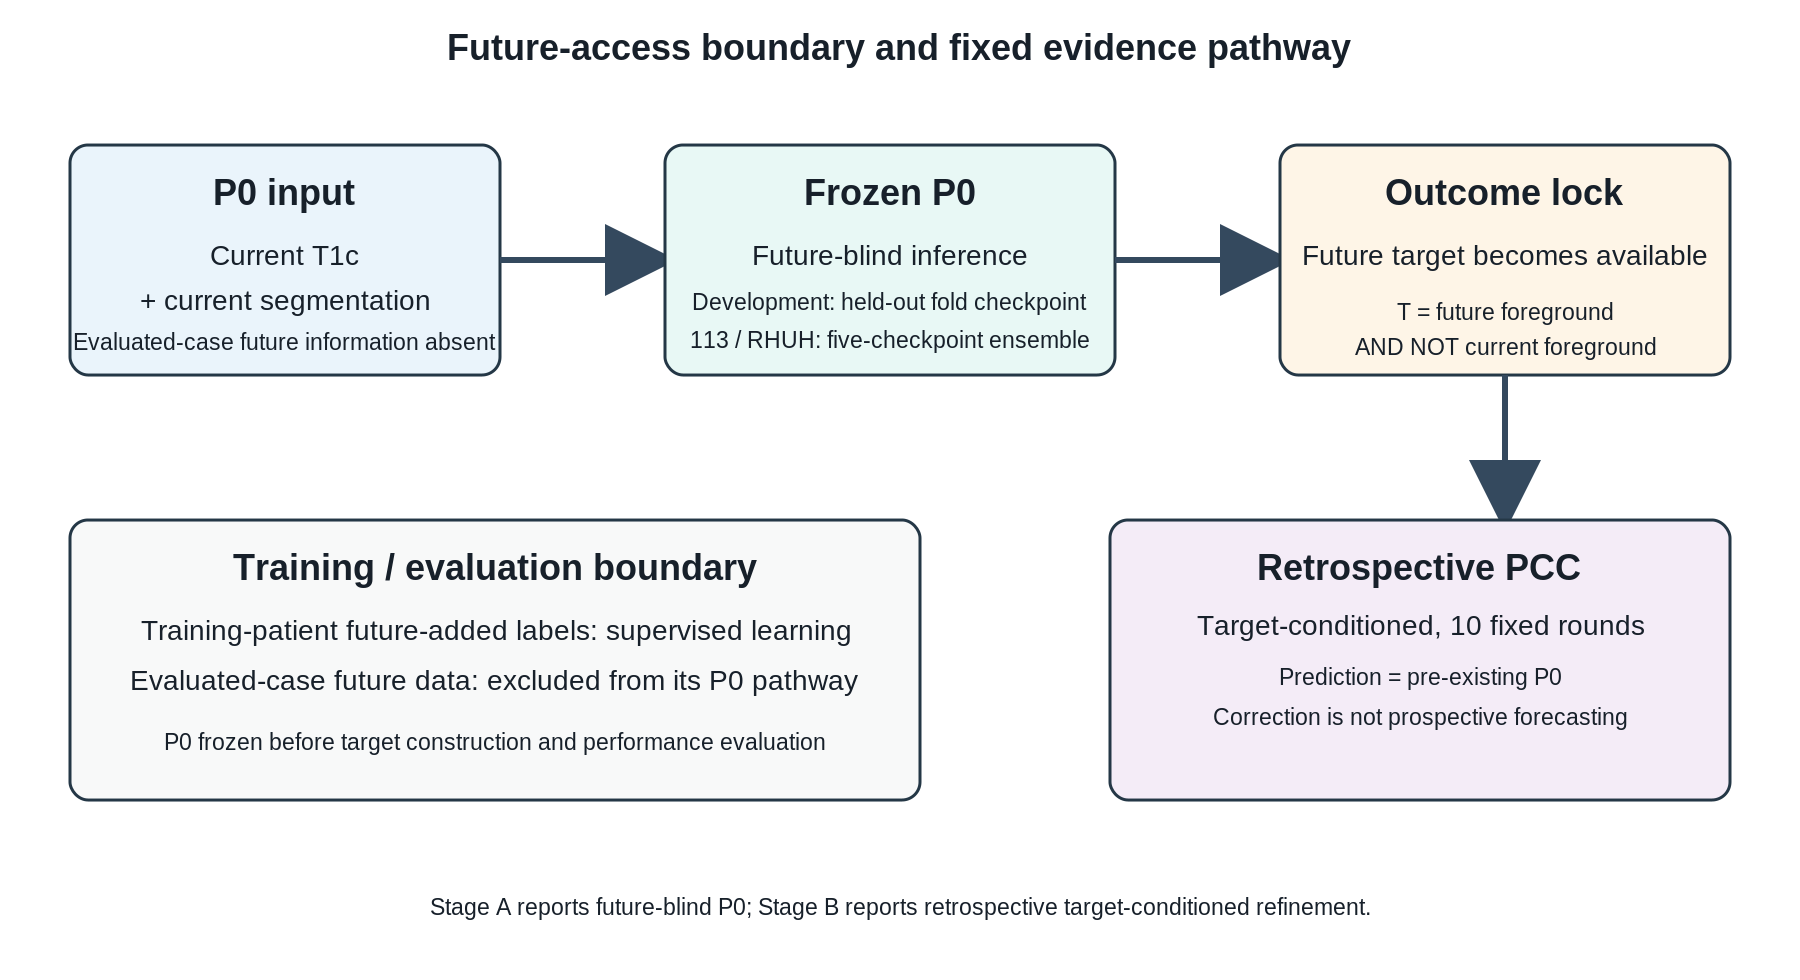 Future-access boundary and fixed evidence pathway
P0 input
Current T1c
+ current segmentation
Evaluated-case future information absent
Frozen P0
Future-blind inference
Development: held-out fold checkpoint
113 / RHUH: five-checkpoint ensemble
Outcome lock
Future target becomes available
T = future foreground
AND NOT current foreground
Training / evaluation boundary
Training-patient future-added labels: supervised learning
Evaluated-case future data: excluded from its P0 pathway
P0 frozen before target construction and performance evaluation
Retrospective PCC
Target-conditioned, 10 fixed rounds
Prediction = pre-existing P0
Correction is not prospective forecasting
Stage A reports future-blind P0; Stage B reports retrospective target-conditioned refinement.